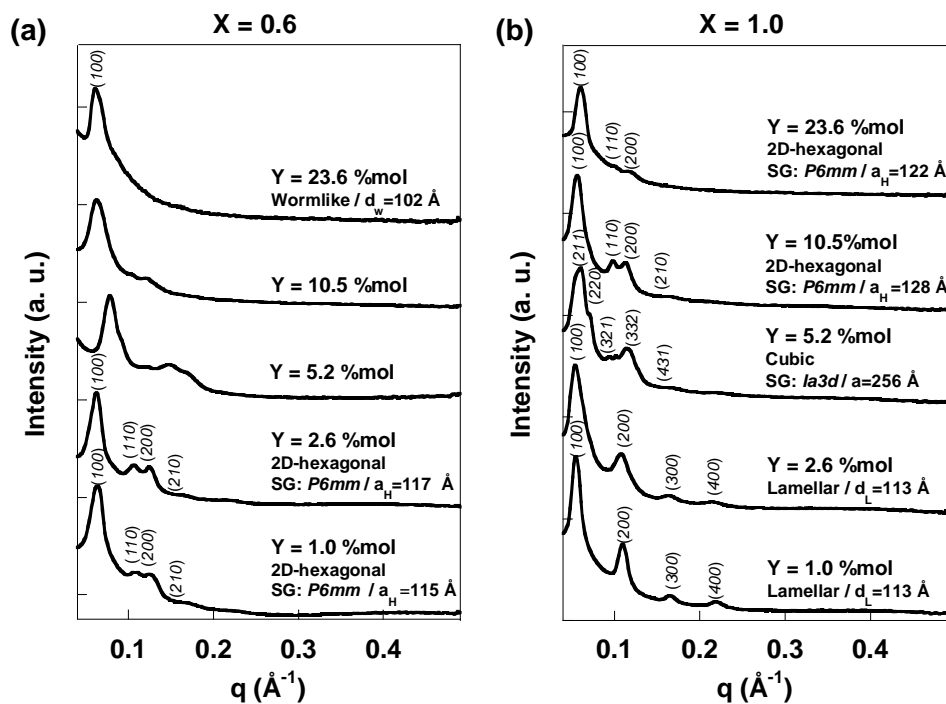 (a)
X = 0.6
(100)
Y = 23.6 %mol
Wormlike / d_w=102 Å
Y = 10.5 %mol
Y = 5.2 %mol
(100)
(110)
(200)
(210)
Y = 2.6 %mol
2D-hexagonal
SG: P6mm / a_H=117 Å
(100)
(110)
(200)
(210)
Y = 1.0 %mol
2D-hexagonal
SG: P6mm / a_H=115 Å
Intensity (a. u.)
0.1 0.2 0.3 0.4
q (Å⁻¹)
(b)
X = 1.0
(100)
(110)
(200)
Y = 23.6 %mol
2D-hexagonal
SG: P6mm / a_H=122 Å
(100)
(110)
(200)
(210)
Y = 10.5%mol
2D-hexagonal
SG: P6mm / a_H=128 Å
(211)
(220)
(321)
(332)
(431)
Y = 5.2 %mol
Cubic
SG: Ia3d / a=256 Å
(100)
(200)
(300)
(400)
Y = 2.6 %mol
Lamellar / d_L=113 Å
(100)
(200)
(300)
(400)
Y = 1.0 %mol
Lamellar / d_L=113 Å
Intensity (a. u.)
0.1 0.2 0.3 0.4
q (Å⁻¹)